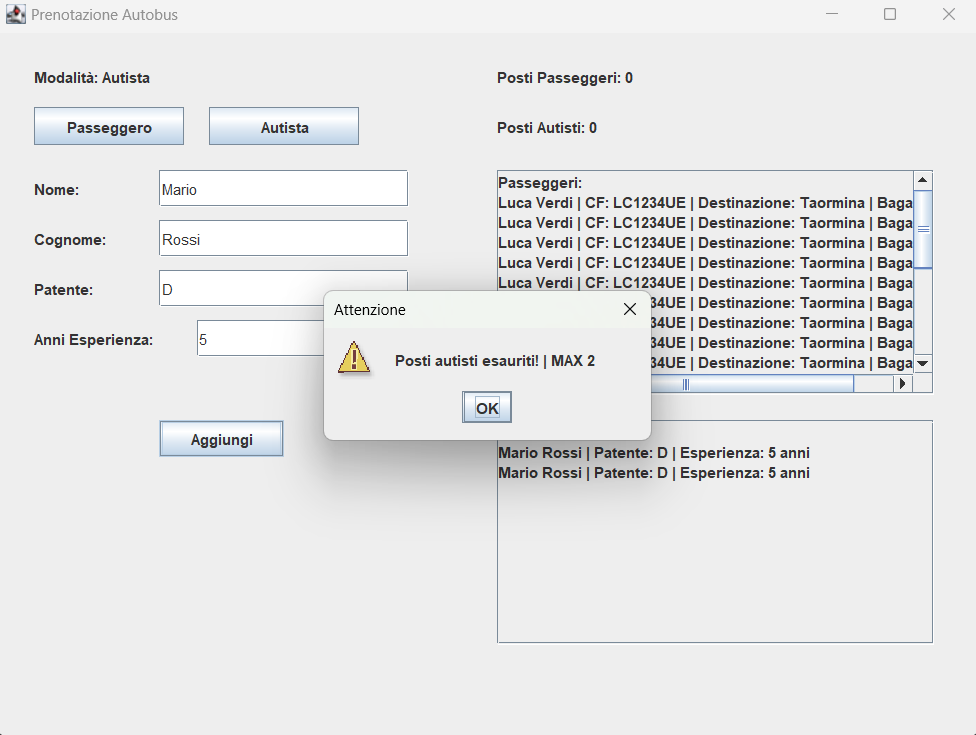 Prenotazione Autobus
Modalità: Autista
Passeggero
Autista
Nome:
Mario
Cognome:
Rossi
Patente:
D
Anni Esperienza:
5
Aggiungi
Posti Passeggeri: 0
Posti Autisti: 0
Passeggeri:
Luca Verdi | CF: LC1234UE | Destinazione: Taormina | Baga
Luca Verdi | CF: LC1234UE | Destinazione: Taormina | Baga
Luca Verdi | CF: LC1234UE | Destinazione: Taormina | Baga
Luca Verdi | CF: LC1234UE | Destinazione: Taormina | Baga
Luca Verdi | CF: LC1234UE | Destinazione: Taormina | Baga
34UE | Destinazione: Taormina | Baga
34UE | Destinazione: Taormina | Baga
34UE | Destinazione: Taormina | Baga
34UE | Destinazione: Taormina | Baga
Mario Rossi | Patente: D | Esperienza: 5 anni
Mario Rossi | Patente: D | Esperienza: 5 anni
Attenzione
Posti autisti esauriti! | MAX 2
OK